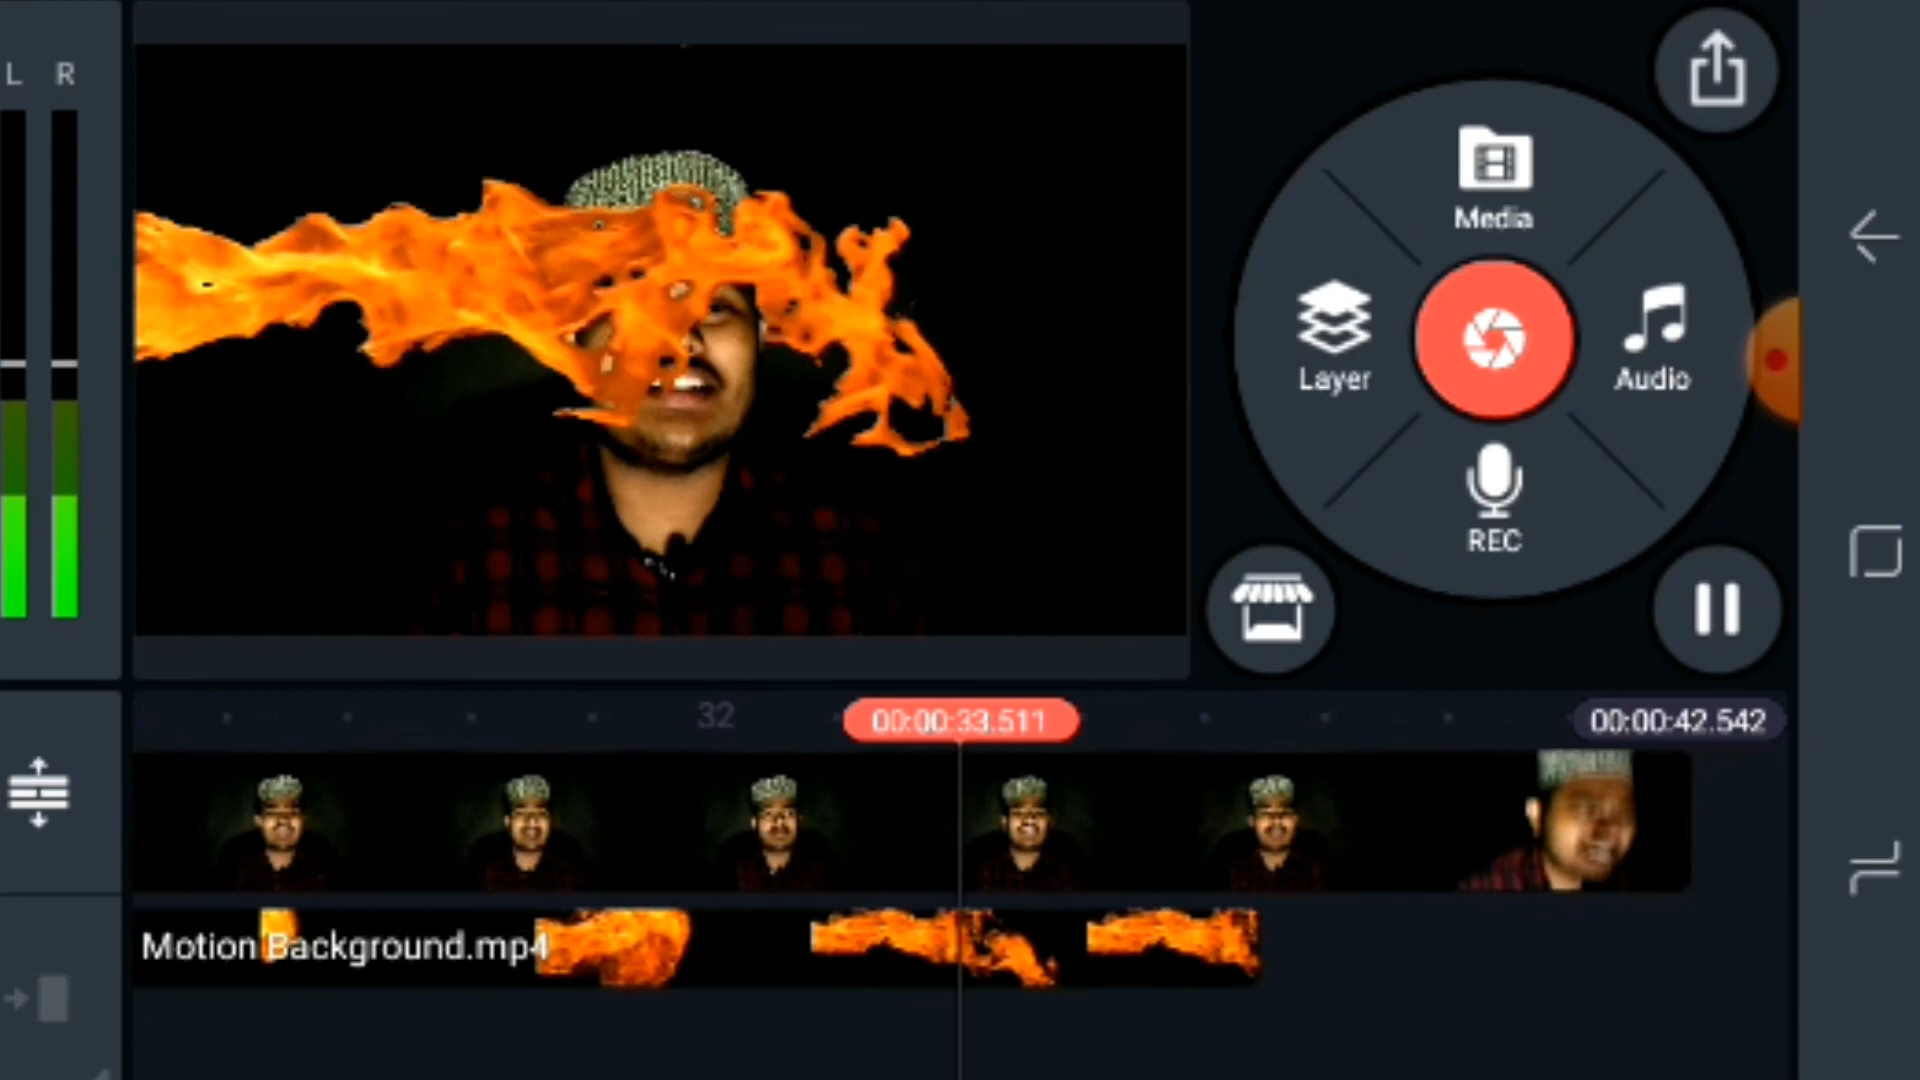 L R
Media
Layer
Audio
REC
32
00:00:33.511
00:00:42.542
Motion Background.mp4